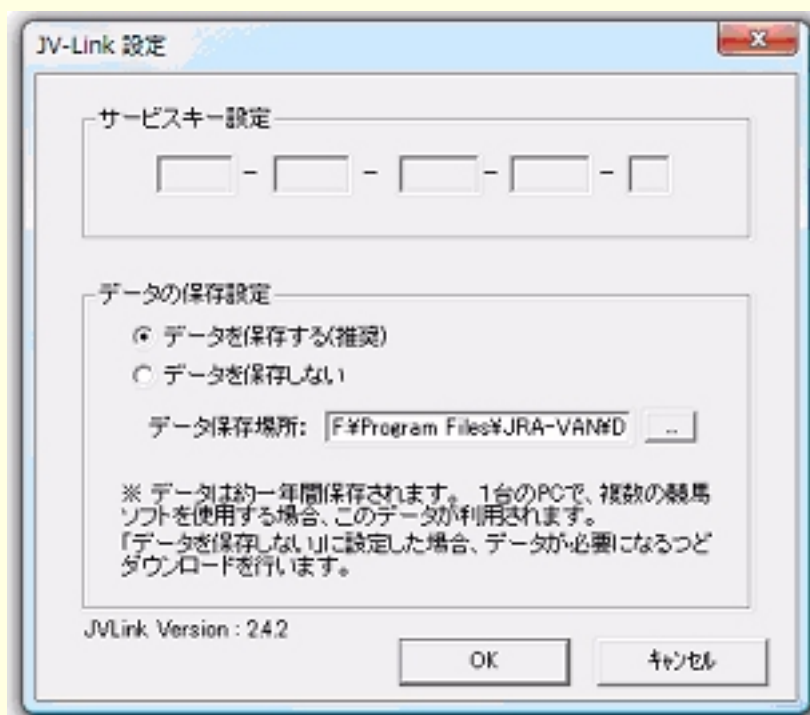 JV-Link 設定
サービスキー設定
- - - -
データの保存設定
データを保存する(推奨)
データを保存しない
データ保存場所: F:¥Program Files¥JRA-VAN¥D ..
※ データは約一年間保存されます。 1台のPCで、複数の競馬
ソフトを使用する場合、このデータが利用されます。
「データを保存しない」に設定した場合、データが必要になるつど
ダウンロードを行います。
JVLink Version : 2.4.2
OK キャンセル